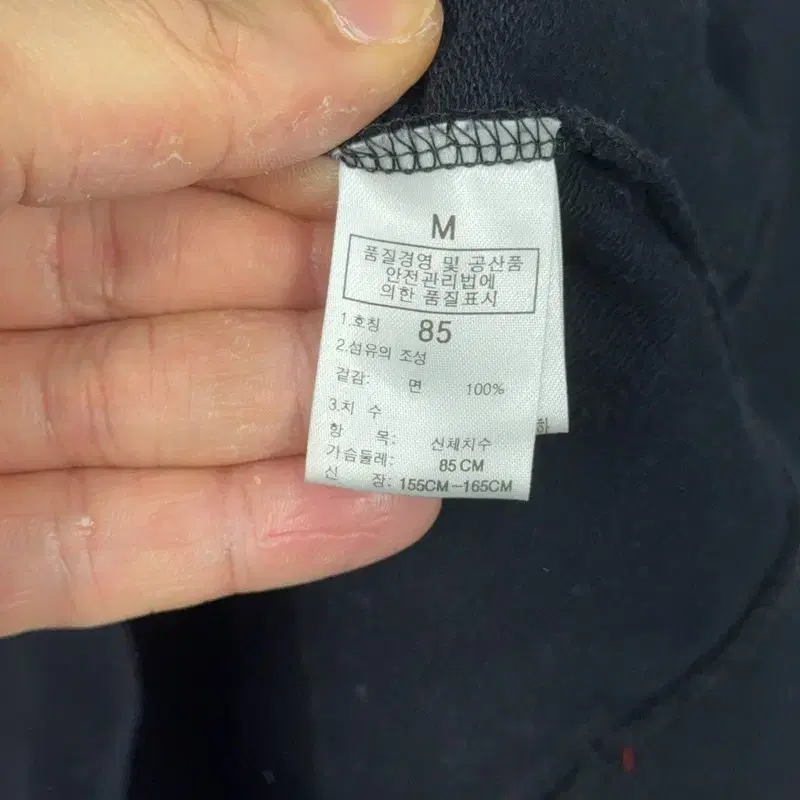 M
품질경영 및 공산품
안전관리법에
의한 품질표시
1.호칭 85
2.섬유의 조성
겉감: 면 100%
3.치 수
항 목: 신체치수
가슴둘레: 85CM
신 장: 155CM-165CM
하